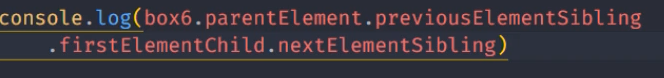 console.log(box6.parentElement.previousElementSibling
.firstElementChild.nextElementSibling)